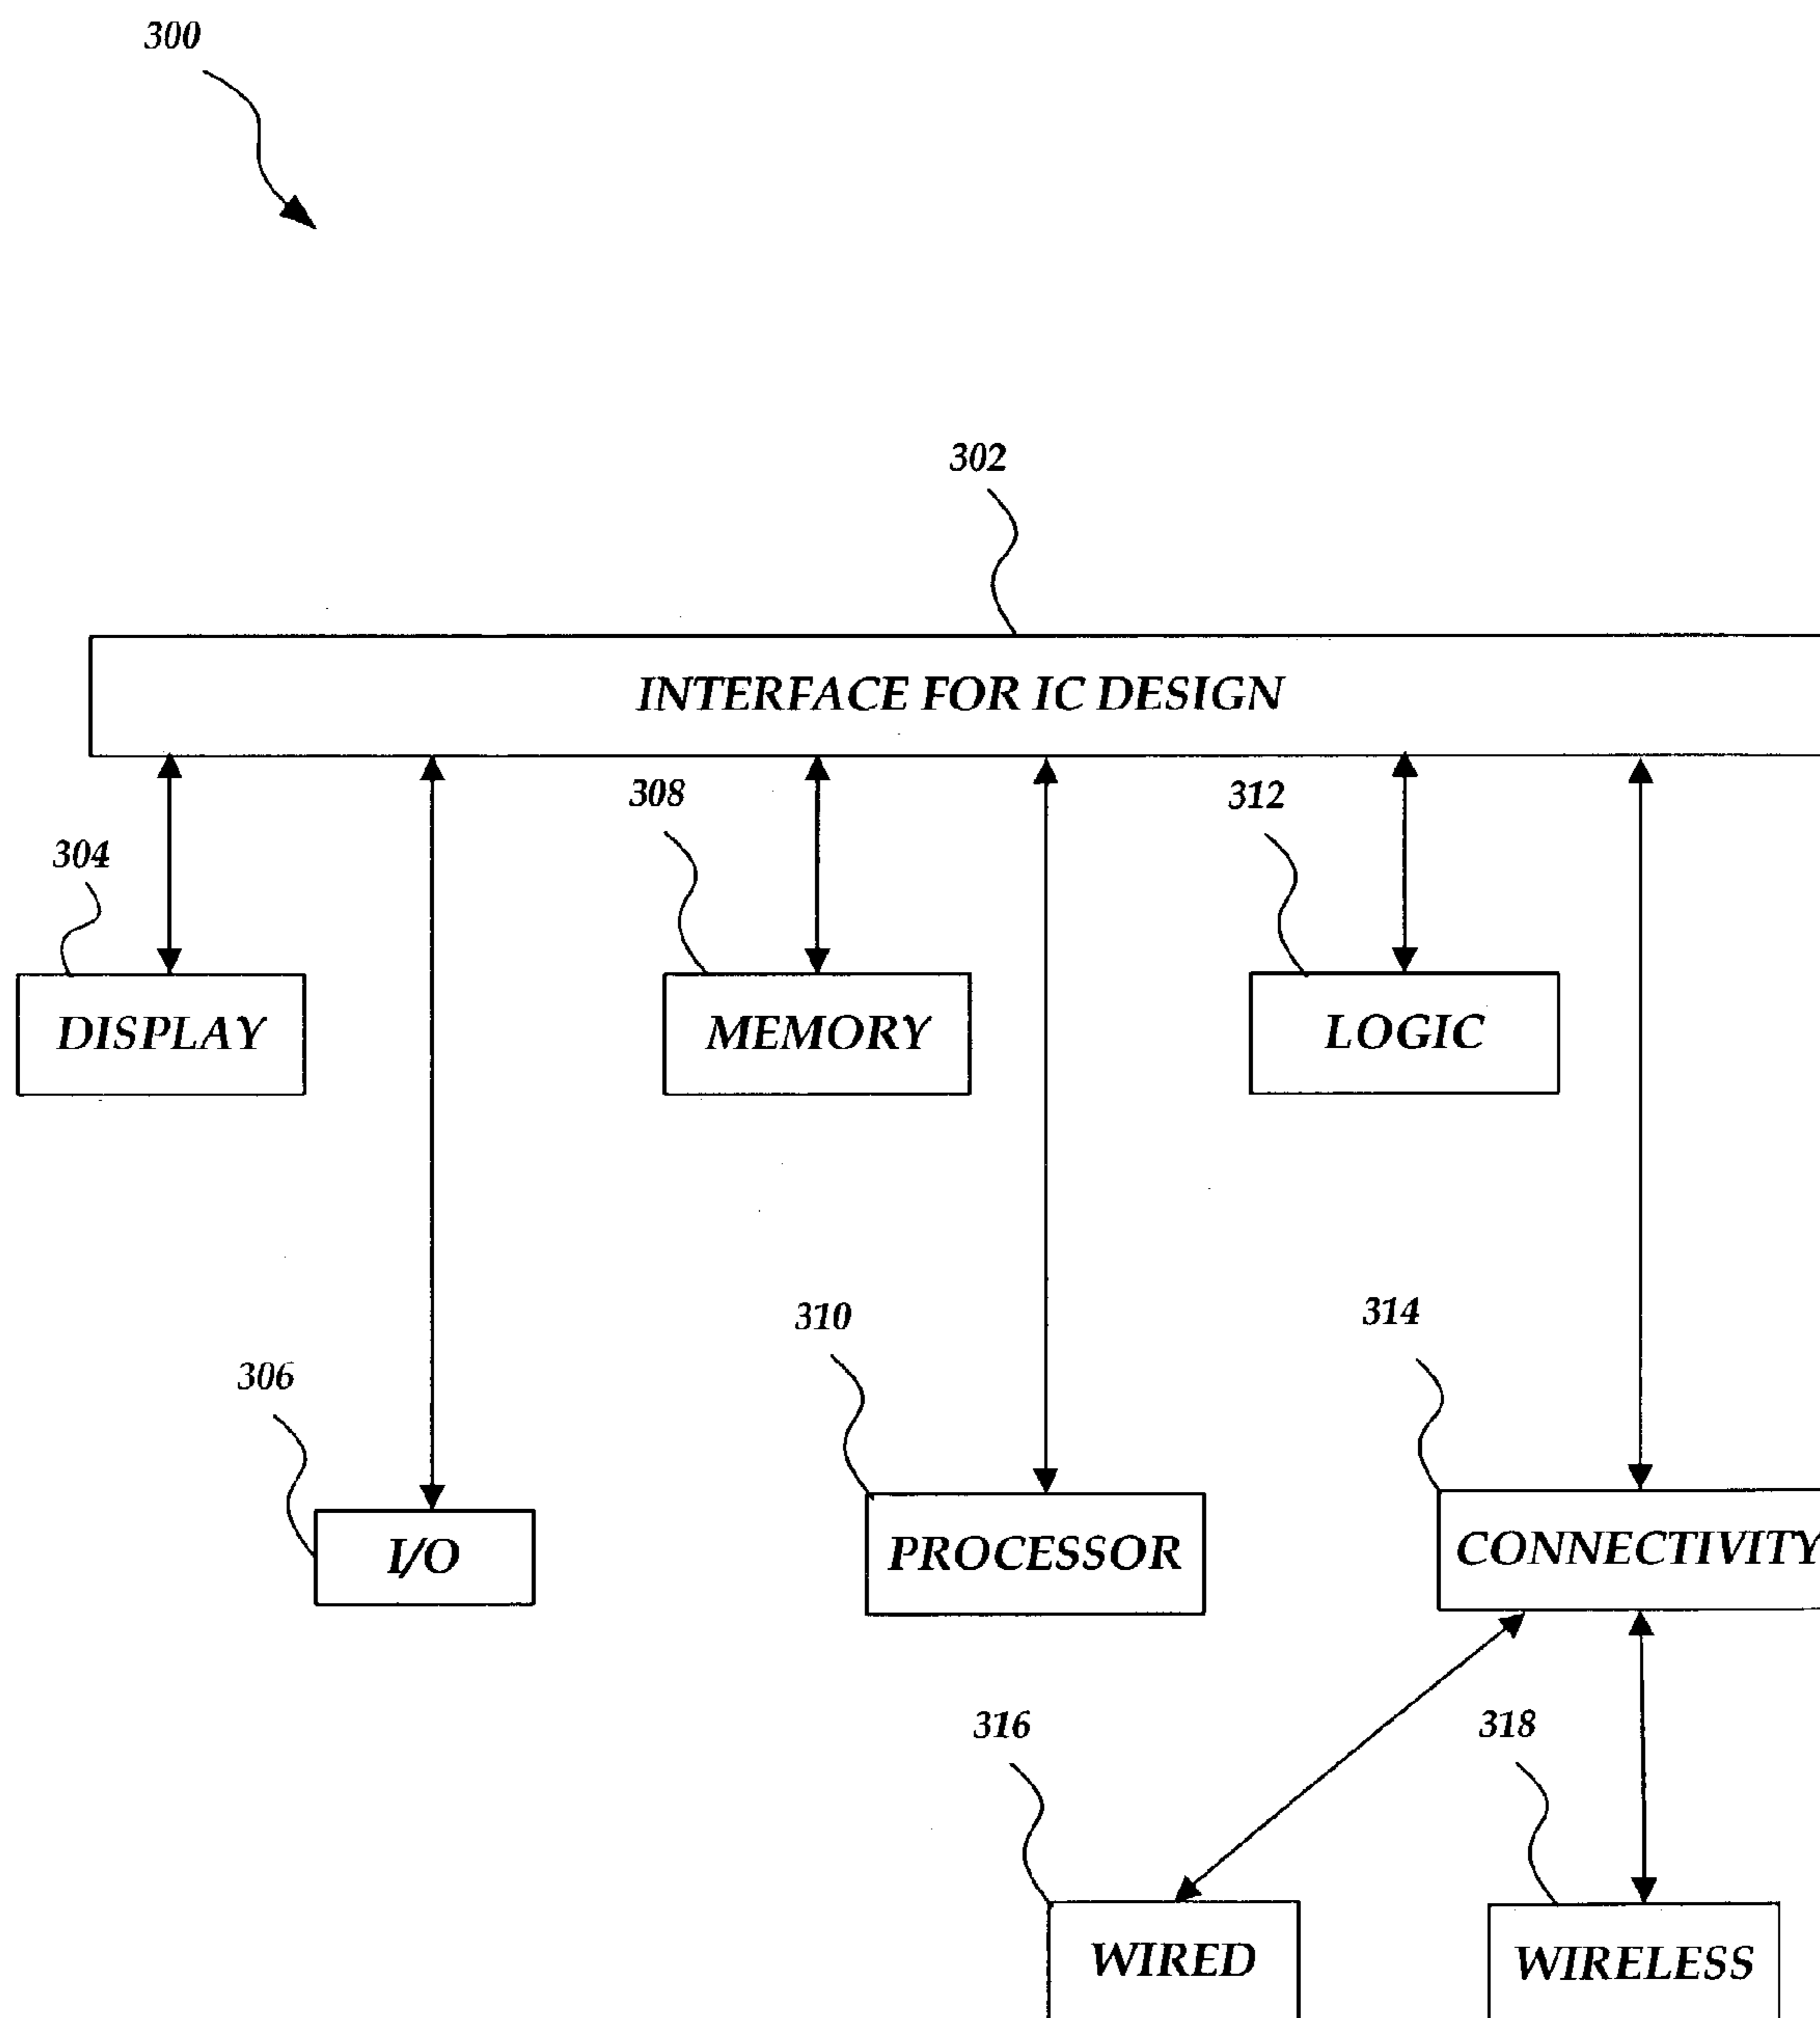 300
302
INTERFACE FOR IC DESIGN
308
312
304
DISPLAY
MEMORY
LOGIC
310
314
306
I/O
PROCESSOR
CONNECTIVITY
316
318
WIRED
WIRELESS